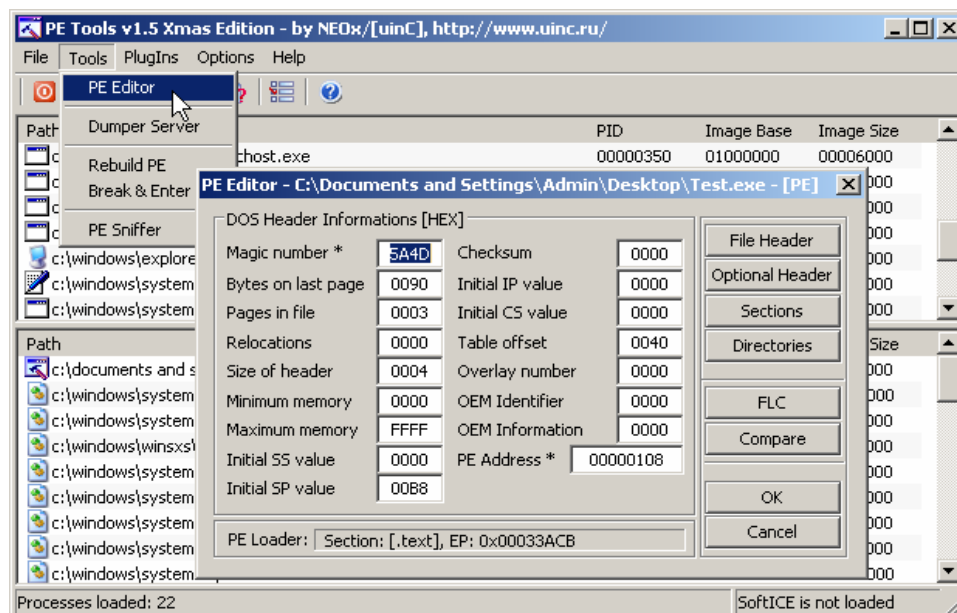 PE Tools v1.5 Xmas Edition - by NEOx/[uinC], http://www.uinc.ru/
File Tools PlugIns Options Help
PE Editor
Dumper Server
Rebuild PE
Break & Enter
PE Sniffer
Path PID Image Base Image Size
chost.exe 00000350 01000000 00006000
c:\windows\explore
c:\windows\system
c:\windows\system
Path Size
c:\documents and s
c:\windows\system
c:\windows\system
c:\windows\winsxs\
c:\windows\system
c:\windows\system
c:\windows\system
c:\windows\system
c:\windows\system
PE Editor - C:\Documents and Settings\Admin\Desktop\Test.exe - [PE]
DOS Header Informations [HEX]
Magic number * 5A4D Checksum 0000
Bytes on last page 0090 Initial IP value 0000
Pages in file 0003 Initial CS value 0000
Relocations 0000 Table offset 0040
Size of header 0004 Overlay number 0000
Minimum memory 0000 OEM Identifier 0000
Maximum memory FFFF OEM Information 0000
Initial SS value 0000 PE Address * 00000108
Initial SP value 00B8
PE Loader: Section: [.text], EP: 0x00033ACB
File Header
Optional Header
Sections
Directories
FLC
Compare
OK
Cancel
Processes loaded: 22 SoftICE is not loaded